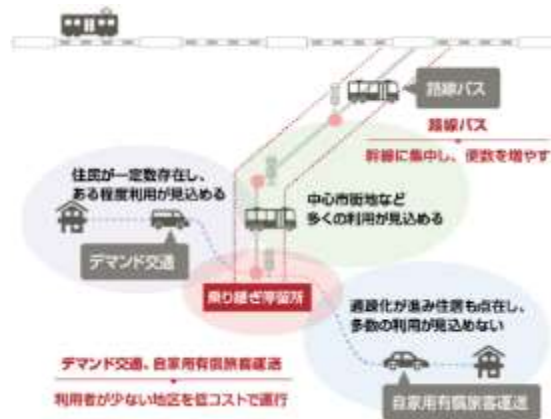 路線バス
路線バス
幹線に集中し、便数を増やす
住民が一定数存在し、
ある程度利用が見込める
中心市街地など
多くの利用が見込める
デマンド交通
乗り継ぎ停留所
過疎化が進み住居も点在し、
多数の利用が見込めない
デマンド交通、自家用有償旅客運送
利用者が少ない地区を低コストで運行
自家用有償旅客運送